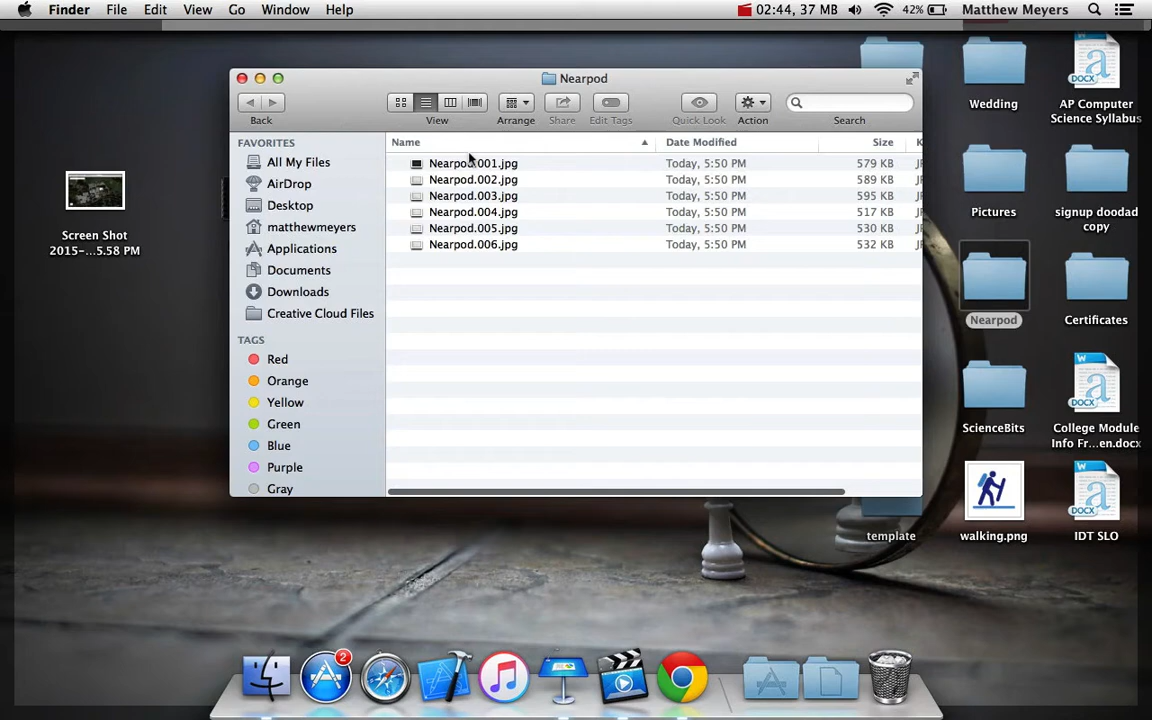 Finder File Edit View Go Window Help 02:44, 37 MB 42% Matthew Meyers
Nearpod
Back View Arrange Share Edit Tags Quick Look Action Search
FAVORITES
All My Files
AirDrop
Desktop
matthewmeyers
Applications
Documents
Downloads
Creative Cloud Files
TAGS
Red
Orange
Yellow
Green
Blue
Purple
Gray
Name Date Modified Size K
Nearpod.001.jpg Today, 5:50 PM 579 KB JP
Nearpod.002.jpg Today, 5:50 PM 589 KB JP
Nearpod.003.jpg Today, 5:50 PM 595 KB JP
Nearpod.004.jpg Today, 5:50 PM 517 KB JP
Nearpod.005.jpg Today, 5:50 PM 530 KB JP
Nearpod.006.jpg Today, 5:50 PM 532 KB JP
Screen Shot
2015-...5.58 PM
Wedding
DOCX
AP Computer
Science Syllabus
Pictures
signup doodad
copy
Nearpod
Certificates
ScienceBits
DOCX
College Module
Info Fr...en.docx
template
walking.png
DOCX
IDT SLO
2